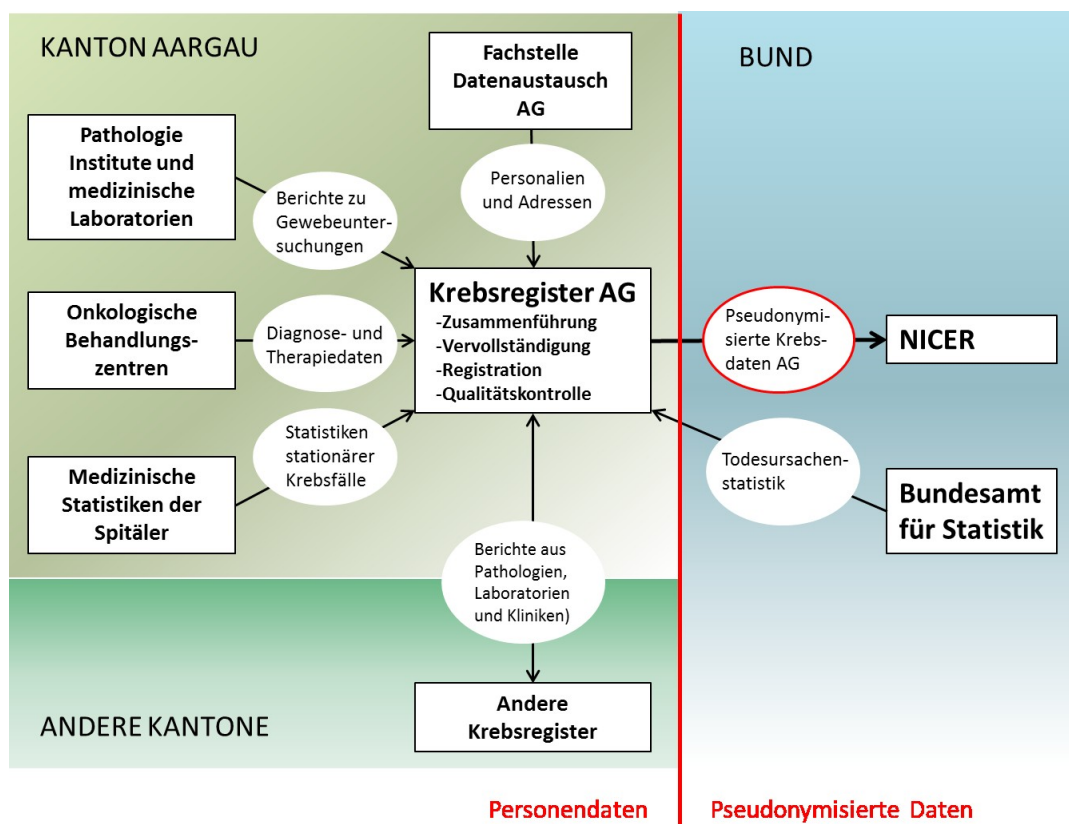 KANTON AARGAU
Fachstelle
Datenaustausch
AG
BUND
Pathologie
Institute und
medizinische
Laboratorien
Berichte zu
Gewebeunter-
suchungen
Personalien
und Adressen
Krebsregister AG
-Zusammenführung
-Vervollständigung
-Registration
-Qualitätskontrolle
Onkologische
Behandlungs-
zentren
Diagnose- und
Therapiedaten
Pseudonymi-
sierte Krebs-
daten AG
NICER
Medizinische
Statistiken der
Spitäler
Statistiken
stationärer
Krebsfälle
Todesursachen-
statistik
Bundesamt
für Statistik
Berichte aus
Pathologien,
Laboratorien
und Kliniken)
ANDERE KANTONE
Andere
Krebsregister
Personendaten
Pseudonymisierte Daten